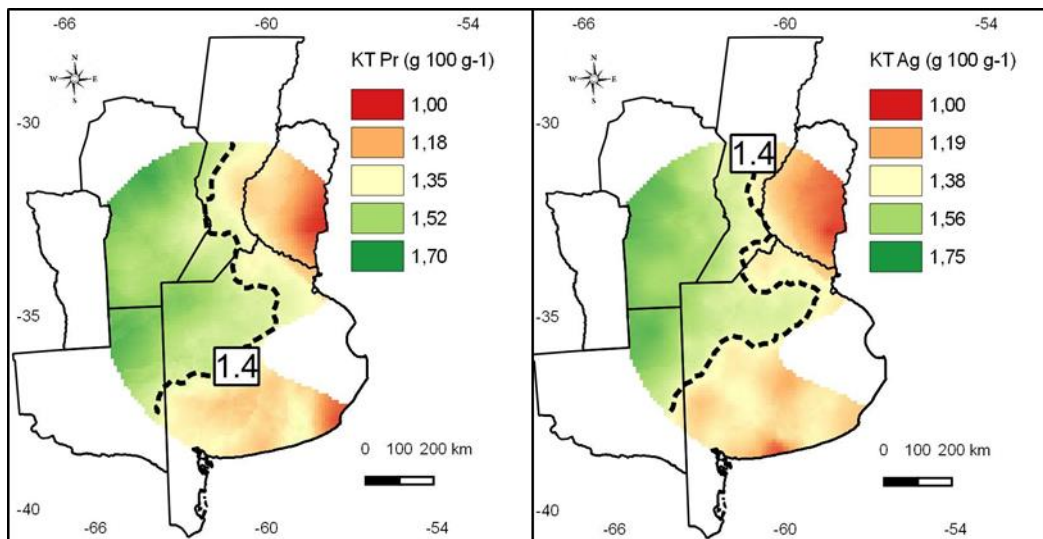 -66 -60 -54
N
W E
S
KT Pr (g 100 g-1)
1,00
1,18
1,35
1,52
1,70
-30
-35
-40
1.4
0 100 200 km
-66 -60 -54
-66 -60 -54
N
W E
S
KT Ag (g 100 g-1)
1,00
1,19
1,38
1,56
1,75
-30
-35
-40
1.4
0 100 200 km
-66 -60 -54